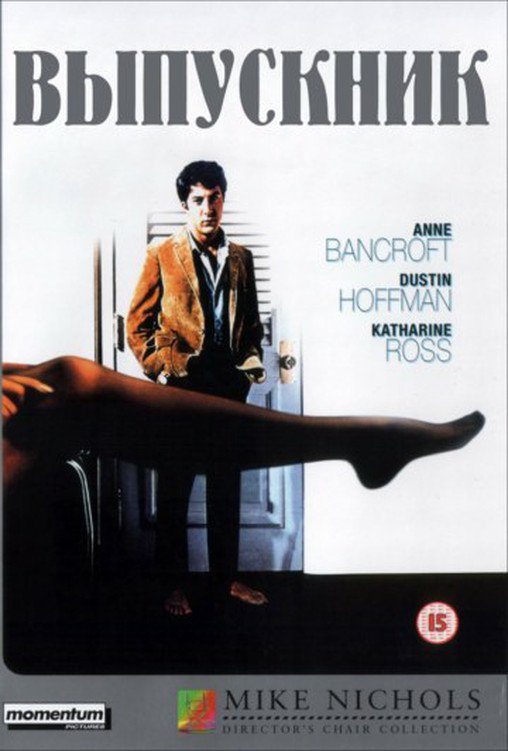 ВЫПУСКНИК
ANNE
BANCROFT
DUSTIN
HOFFMAN
KATHARINE
ROSS
15
momentum
PICTURES
MIKE NICHOLS
DIRECTOR'S CHAIR COLLECTION